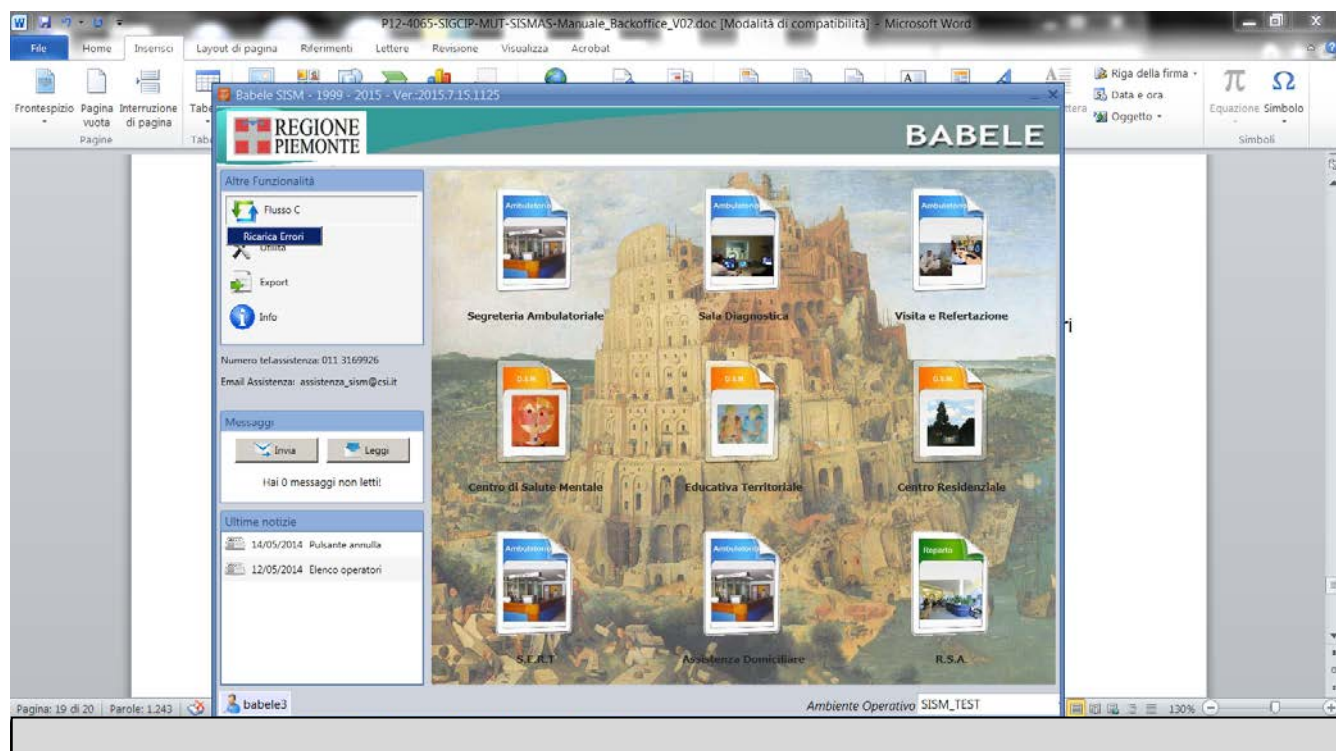 P12-4065-SIGCIP-MUT-SISMAS-Manuale_Backoffice_V02.doc [Modalità di compatibilità] - Microsoft Word
File Home Inserisci Layout di pagina Riferimenti Lettere Revisione Visualizza Acrobat
Frontespizio Pagina vuota Interruzione di pagina
Pagine
Riga della firma
Data e ora
Oggetto
Equazione Simbolo
Simboli
Babele SISM - 1999 - 2015 - Ver.:2015.7.15.1125
REGIONE
PIEMONTE
BABELE
Altre Funzionalità
Flusso C
Ricarica Errori
Utilità
Export
Info
Numero tel.assistenza: 011 3169926
Email Assistenza: assistenza_sism@csi.it
Messaggi
Invia Leggi
Hai 0 messaggi non letti!
Ultime notizie
14/05/2014 Pulsante annulla
12/05/2014 Elenco operatori
Ambulatorio Ambulatorio Ambulatorio
Segreteria Ambulatoriale Sala Diagnostica Visita e Refertazione
D.S.M. D.S.M. D.S.M.
Centro di Salute Mentale Educativa Territoriale Centro Residenziale
Ambulatorio Ambulatorio Reparto
S.E.R.T Assistenza Domiciliare R.S.A.
babele3
Ambiente Operativo SISM_TEST
Pagina: 19 di 20 Parole: 1.243
130%